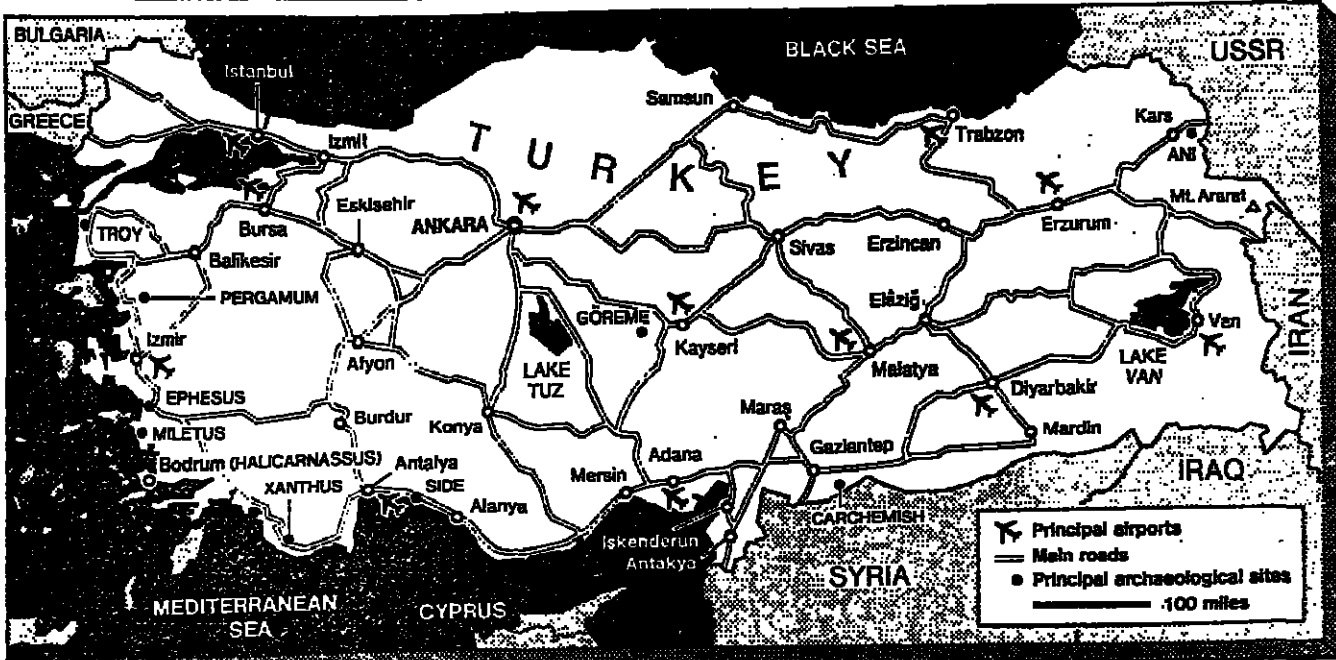 BULGARIA
BLACK SEA
USSR
Istanbul
Samsun
GREECE
Izmit
Trabzon
Kars
ANI
TURKEY
Mt. Ararat
Eskisehir
ANKARA
Erzurum
TROY
Bursa
Sivas
Erzincan
Balikesir
PERGAMUM
Elâziğ
GÖREME
Van
IRAN
Izmir
Kayseri
Afyon
LAKE
TUZ
Malatya
LAKE
VAN
Diyarbakir
EPHESUS
Maraş
Burdur
Konya
MILETUS
Gaziantep
Mardin
Adana
Bodrum (HALICARNASSUS)
Antalya
Mersin
IRAQ
XANTHUS
SIDE
Alanya
CARCHEMISH
Iskenderun
Antakya
Principal airports
Main roads
SYRIA
Principal archaeological sites
MEDITERRANEAN
SEA
CYPRUS
100 miles